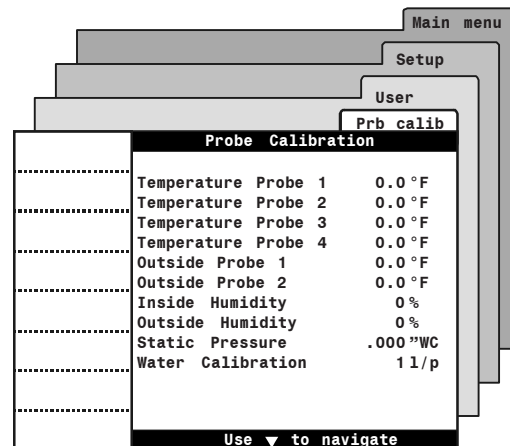 Main menu
Setup
User
Prb calib
Probe Calibration
Temperature Probe 1 0.0°F
Temperature Probe 2 0.0°F
Temperature Probe 3 0.0°F
Temperature Probe 4 0.0°F
Outside Probe 1 0.0°F
Outside Probe 2 0.0°F
Inside Humidity 0%
Outside Humidity 0%
Static Pressure .000”WC
Water Calibration 1l/p
Use ▼ to navigate